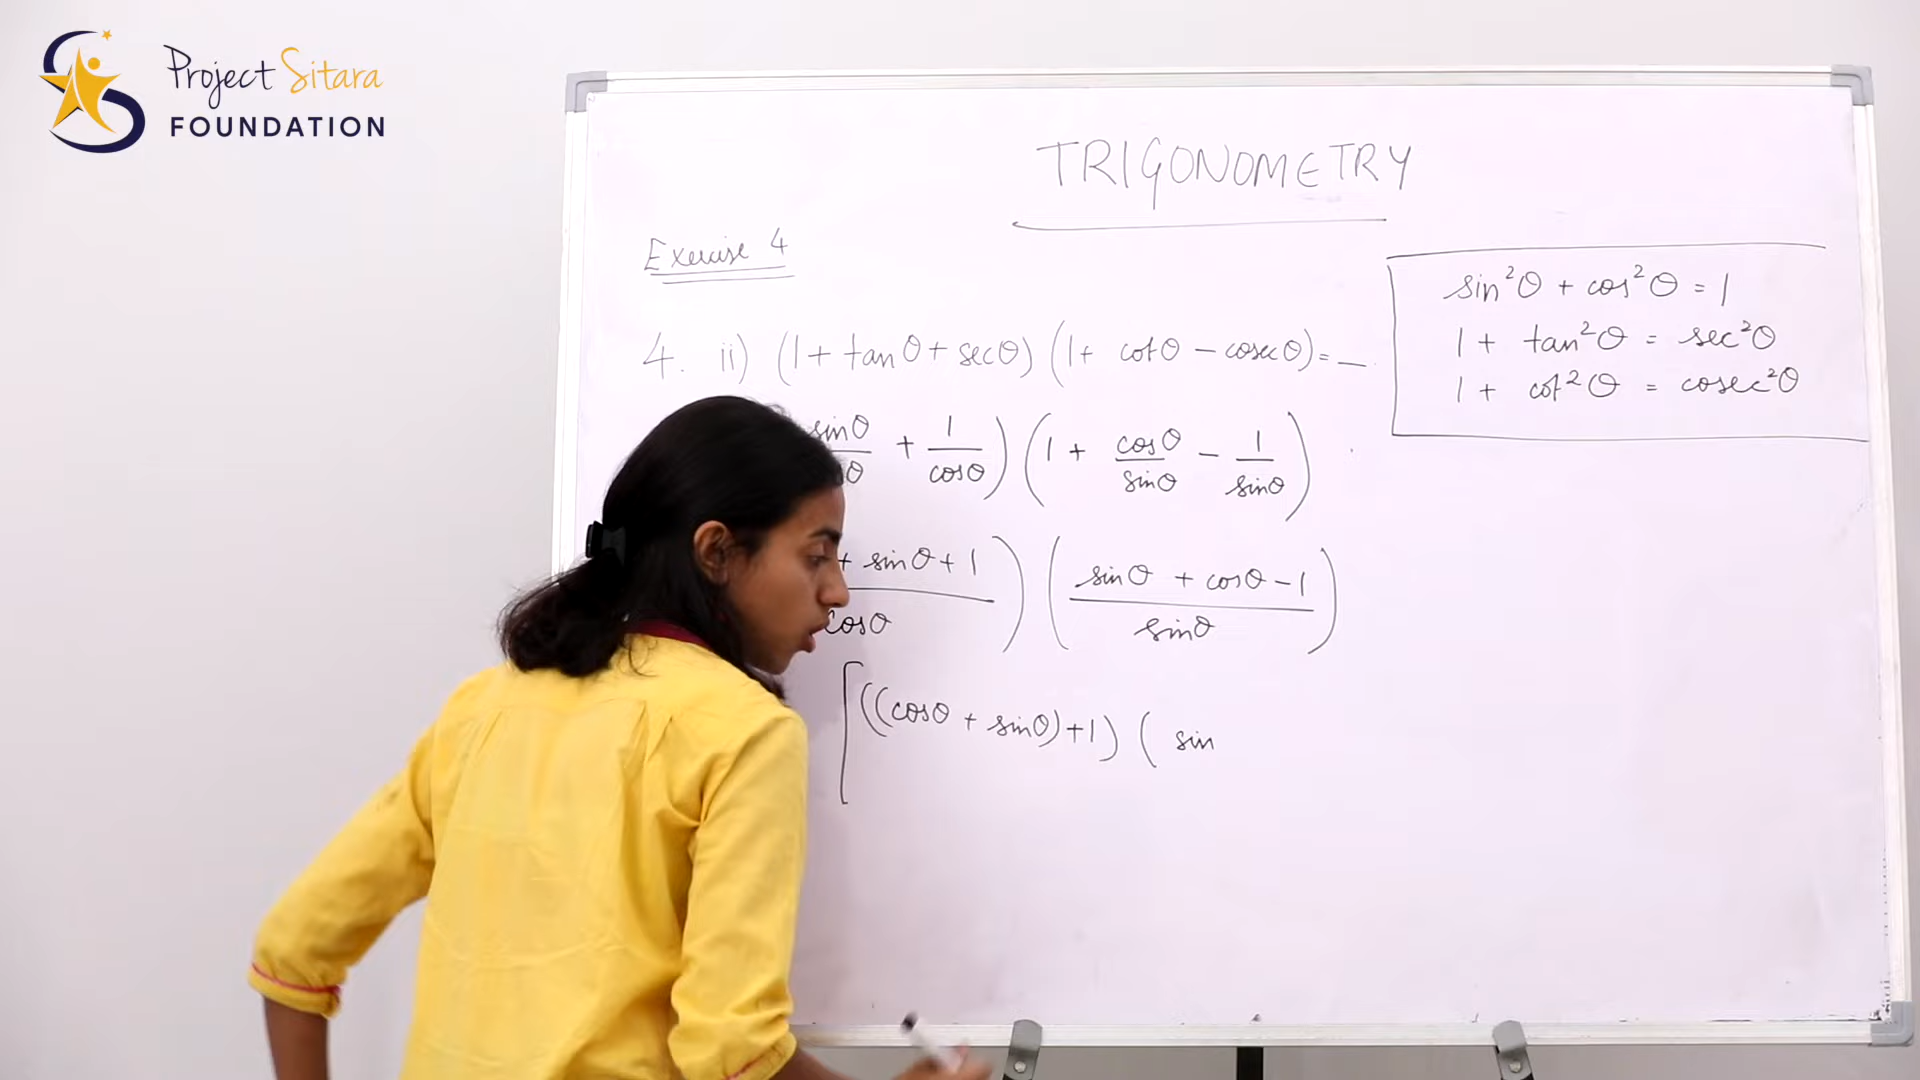 Project Sitara
FOUNDATION
TRIGONOMETRY
Exercise 4
sin²θ + cos²θ = 1
1 + tan²θ = sec²θ
1 + cot²θ = cosec²θ
4. ii) (1 + tanθ + secθ) (1 + cotθ - cosecθ) = _
sinθ + 1/cosθ) (1 + cosθ/sinθ - 1/sinθ)
+ sinθ + 1/cosθ) (sinθ + cosθ - 1/sinθ)
[((cosθ + sinθ) + 1) ( sin